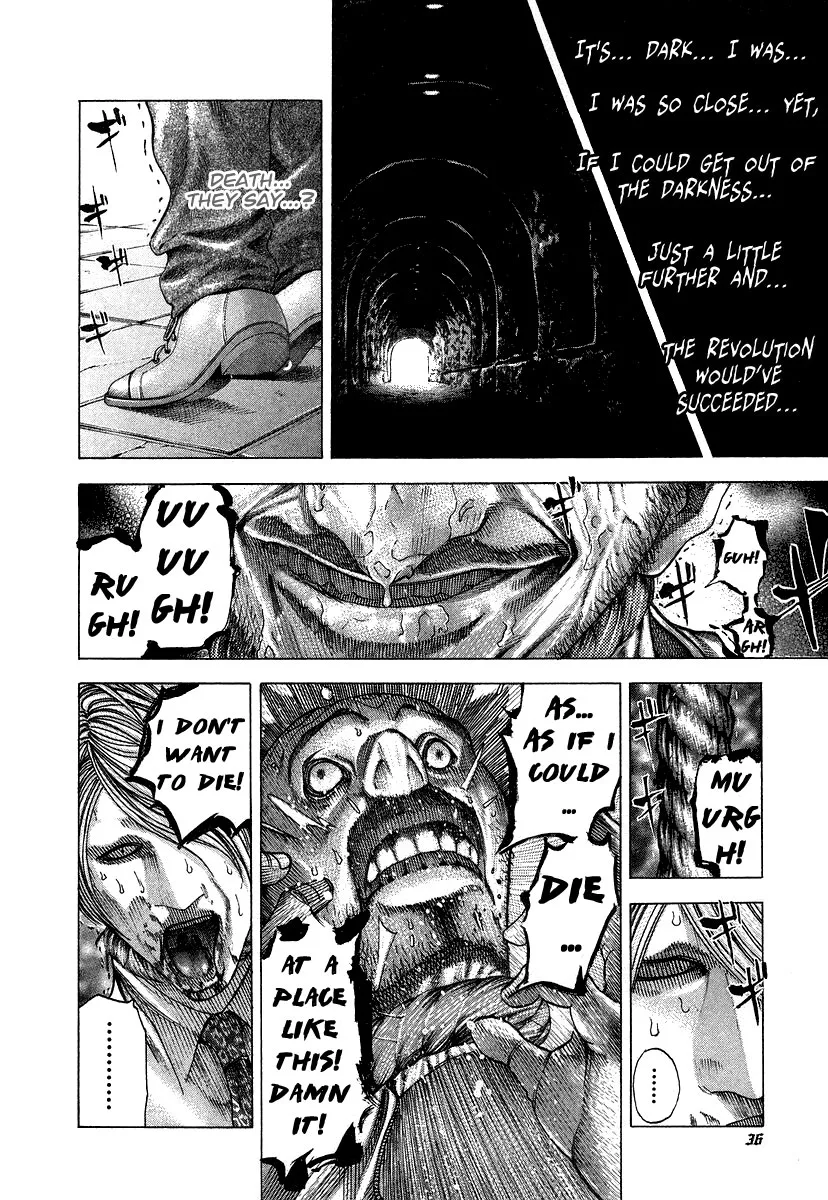 IT'S... DARK... I WAS...
I WAS SO CLOSE... YET,
IF I COULD GET OUT OF
THE DARKNESS...
JUST A LITTLE
FURTHER AND...
THE REVOLUTION
WOULD'VE
SUCCEEDED...
DEATH...
THEY SAY...?
GUH!
AR
GH!
UU
UU
GH!
RU
GH!
MU
URG
H!
......
AS...
AS IF I
COULD
...
DIE
...
AT A
PLACE
LIKE
THIS!
DAMN
IT!
I DON'T
WANT
TO DIE!
.........
36